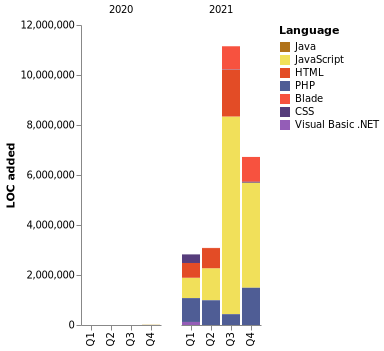 2020
2021
12,000,000
10,000,000
8,000,000
6,000,000
4,000,000
2,000,000
0
LOC added
Q1
Q2
Q3
Q4
Q1
Q2
Q3
Q4
Language
Java
JavaScript
HTML
PHP
Blade
CSS
Visual Basic .NET